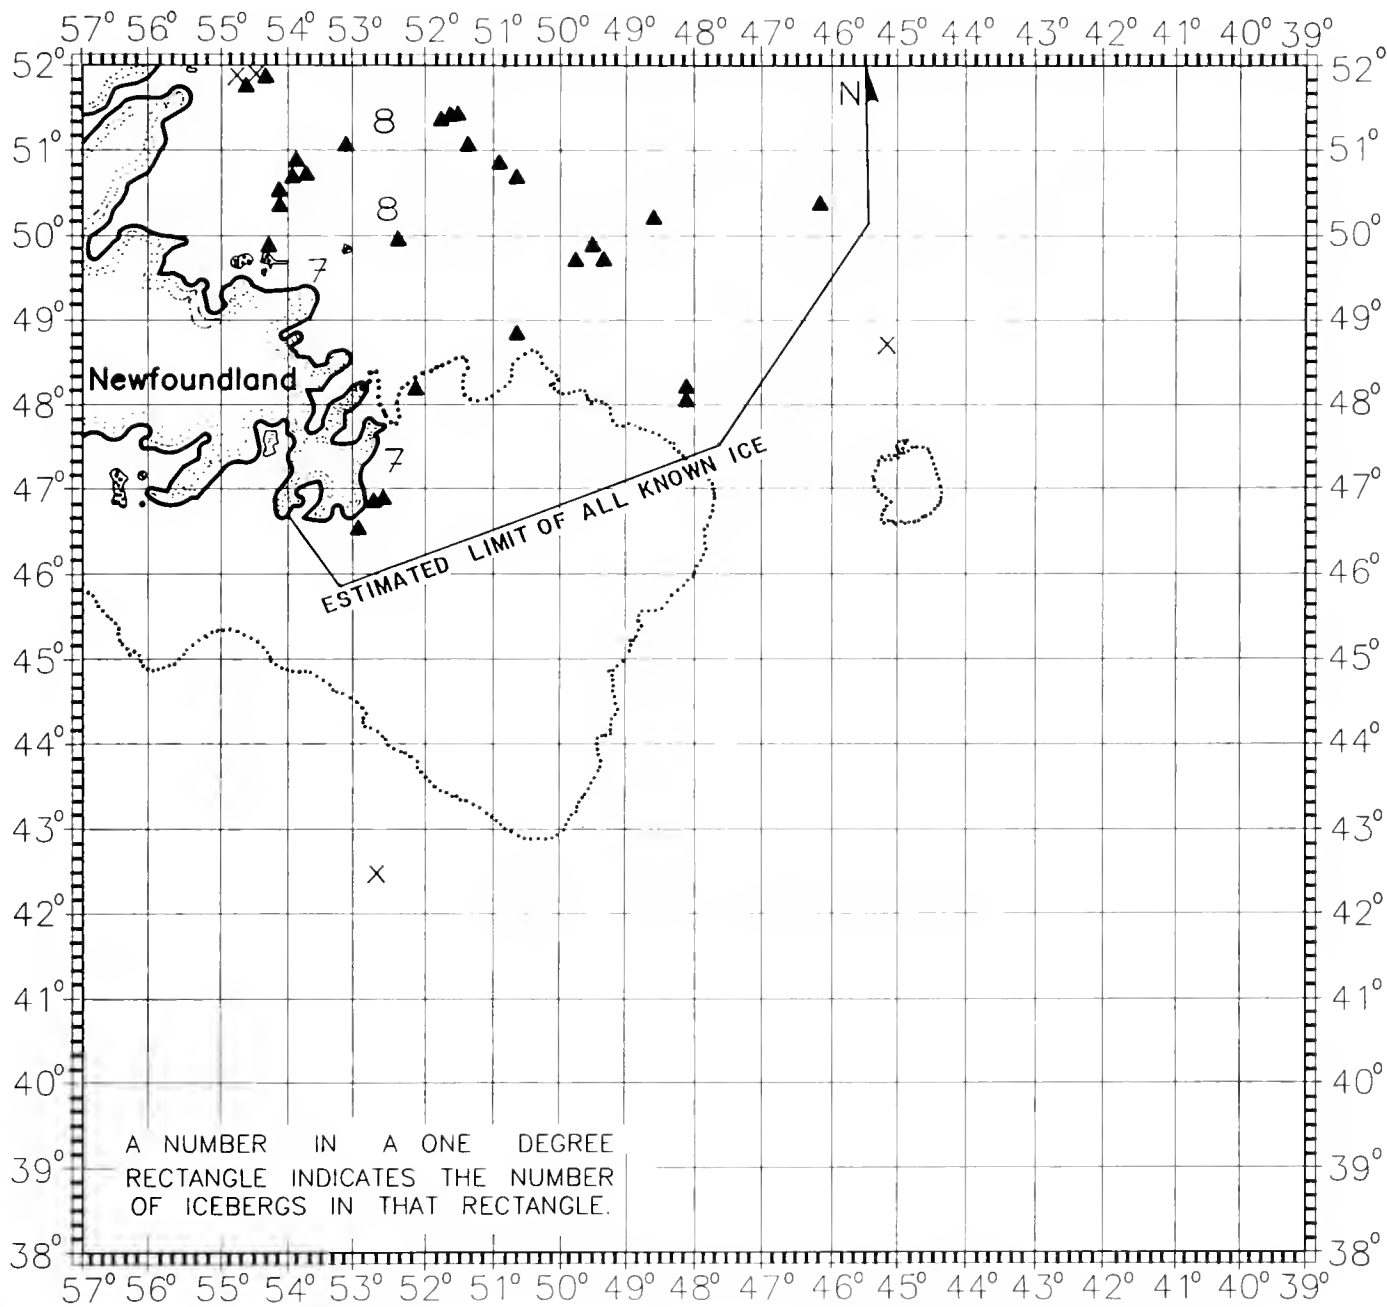 57° 56° 55° 54° 53° 52° 51° 50° 49° 48° 47° 46° 45° 44° 43° 42° 41° 40° 39°
52° 52°
N
8
51° 51°
8
50° 50°
7
49° 49°
Newfoundland
48° 48°
7
47° 47°
ESTIMATED LIMIT OF ALL KNOWN ICE
46° 46°
45° 45°
44° 44°
43° 43°
42° 42°
41° 41°
40° 40°
A NUMBER IN A ONE DEGREE
39° 39°
RECTANGLE INDICATES THE NUMBER
OF ICEBERGS IN THAT RECTANGLE.
38° 38°
57° 56° 55° 54° 53° 52° 51° 50° 49° 48° 47° 46° 45° 44° 43° 42° 41° 40° 39°